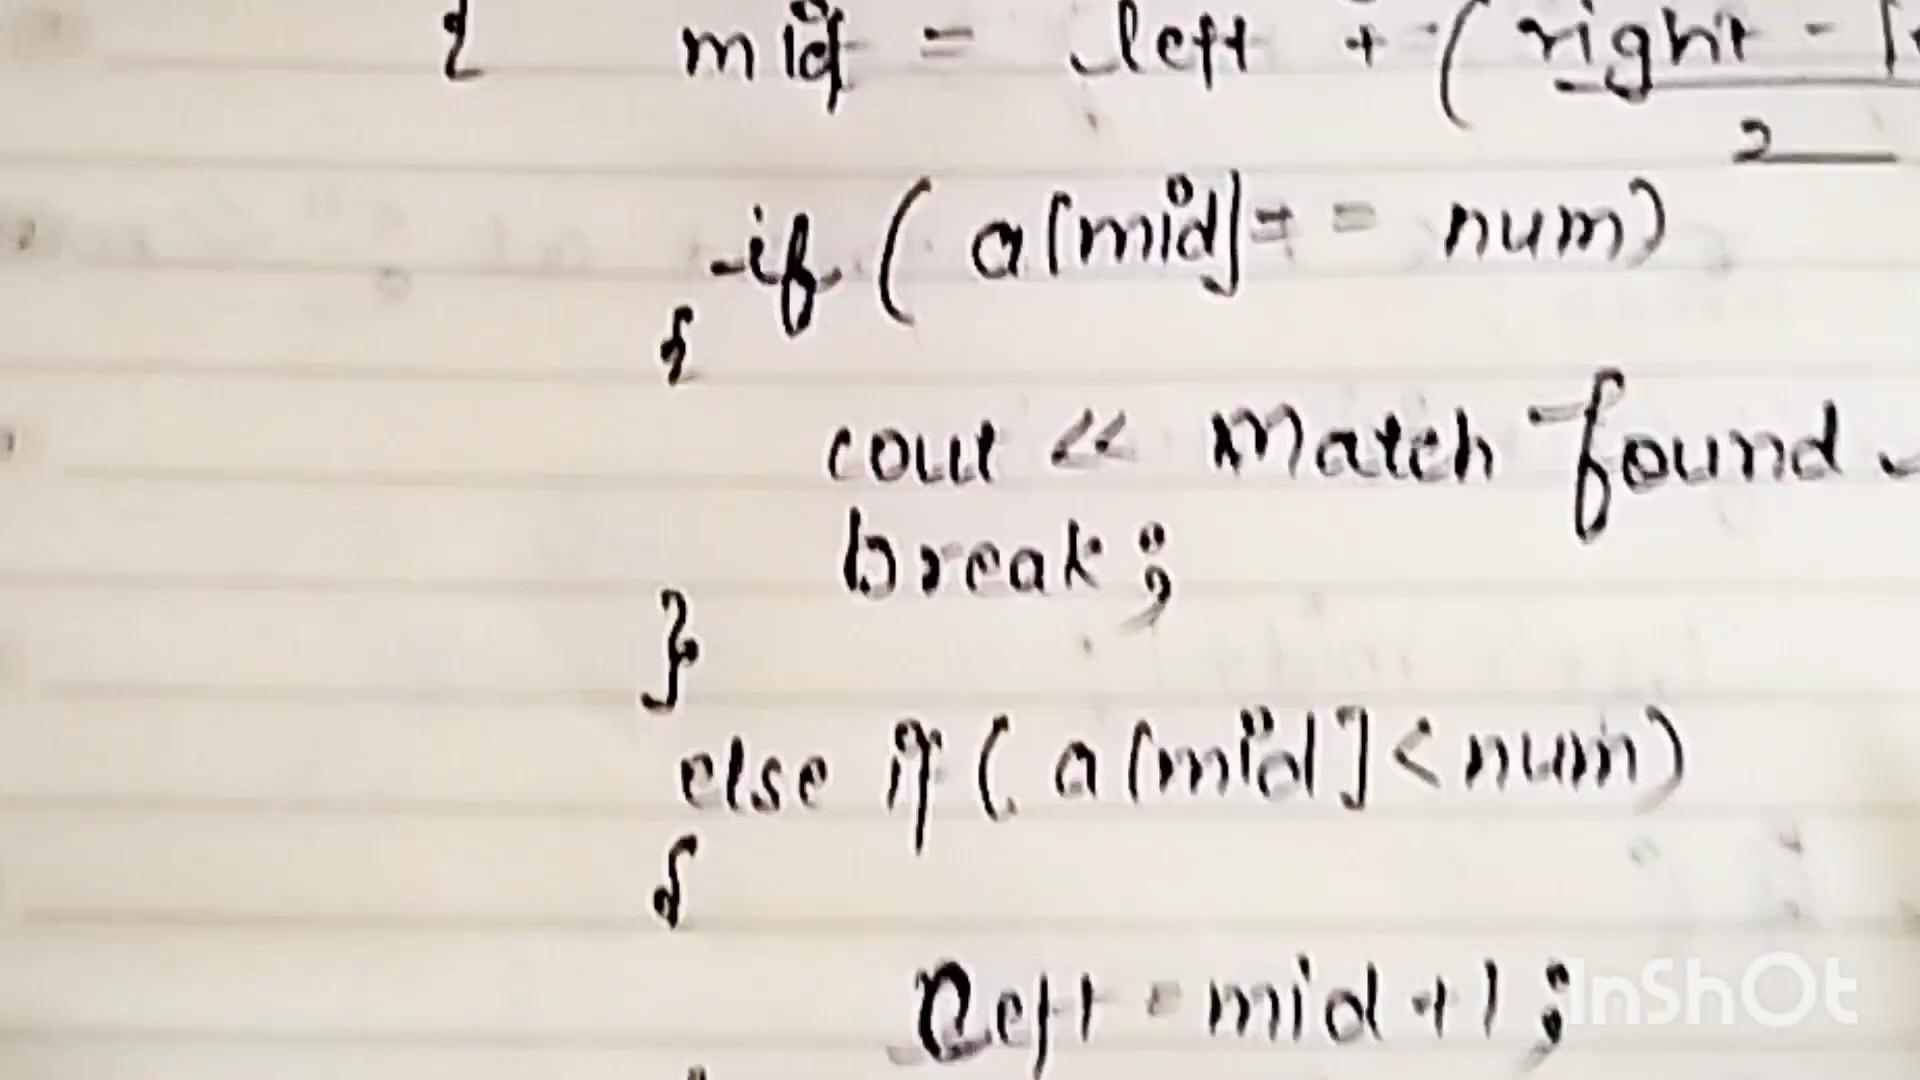 { mid = left + (right -
2
if ( a[mid] == num)
{
cout << Match found
break;
}
else if ( a[mid] < num)
{
left = mid + 1;
InShOt